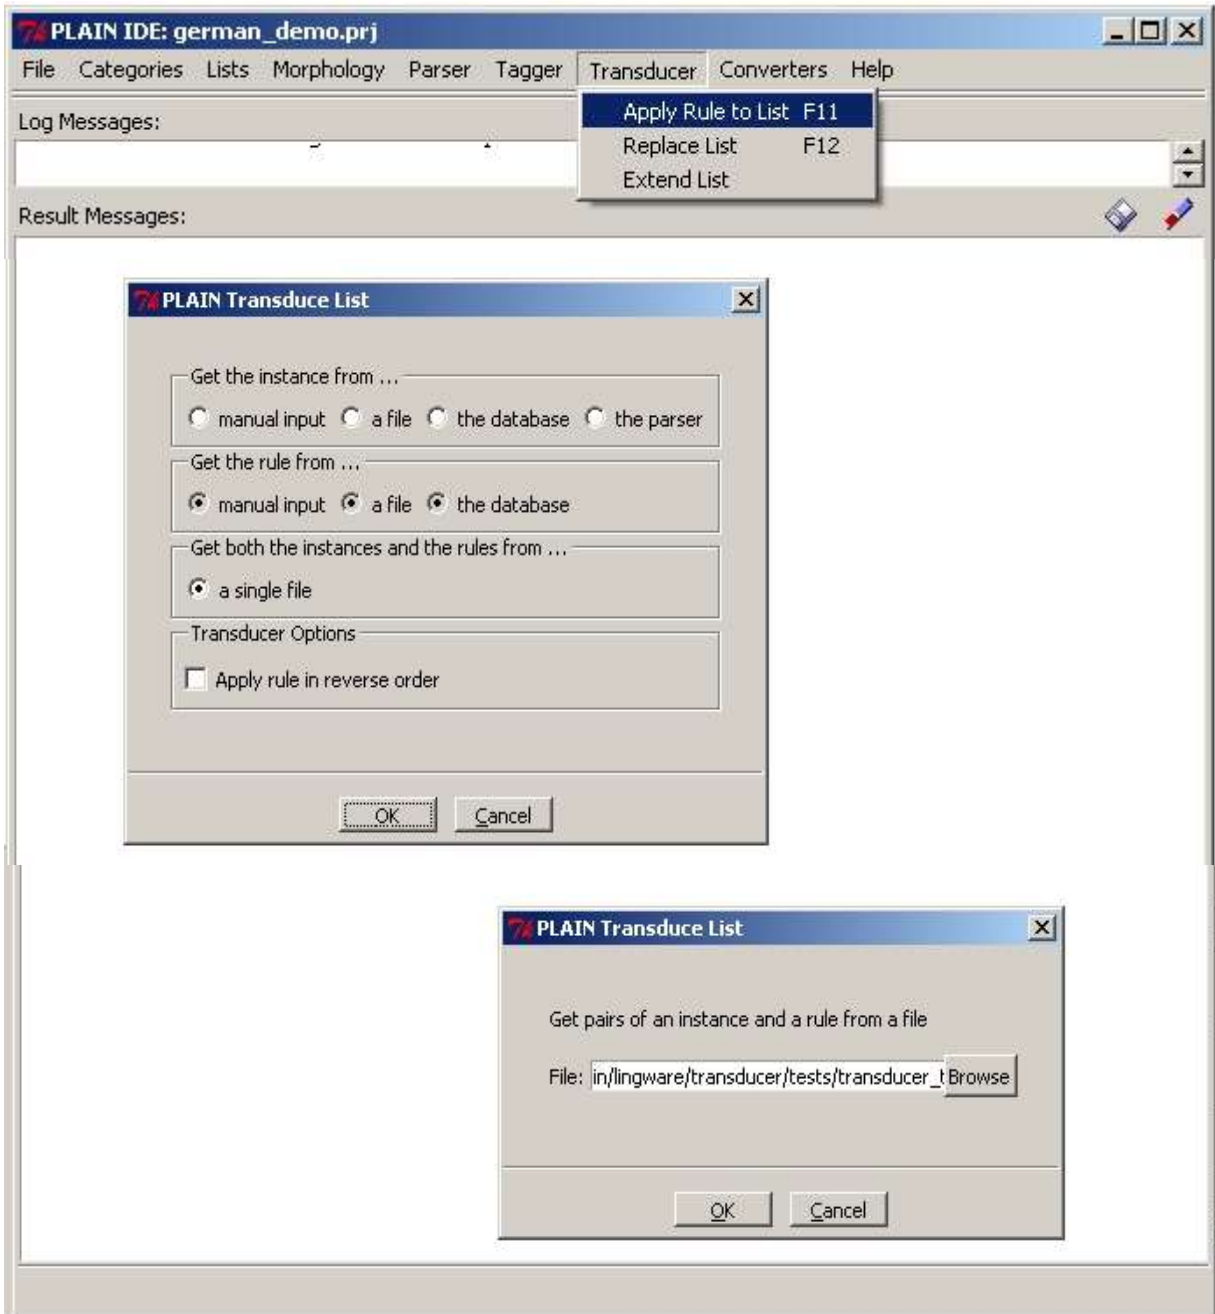 PLAIN IDE: german_demo.prj
File Categories Lists Morphology Parser Tagger Transducer Converters Help
Apply Rule to List F11
Replace List F12
Extend List
Log Messages:
Result Messages:
PLAIN Transduce List
Get the instance from ...
manual input a file the database the parser
Get the rule from ...
manual input a file the database
Get both the instances and the rules from ...
a single file
Transducer Options
Apply rule in reverse order
OK Cancel
PLAIN Transduce List
Get pairs of an instance and a rule from a file
File: in/lingware/transducer/tests/transducer_t Browse
OK Cancel